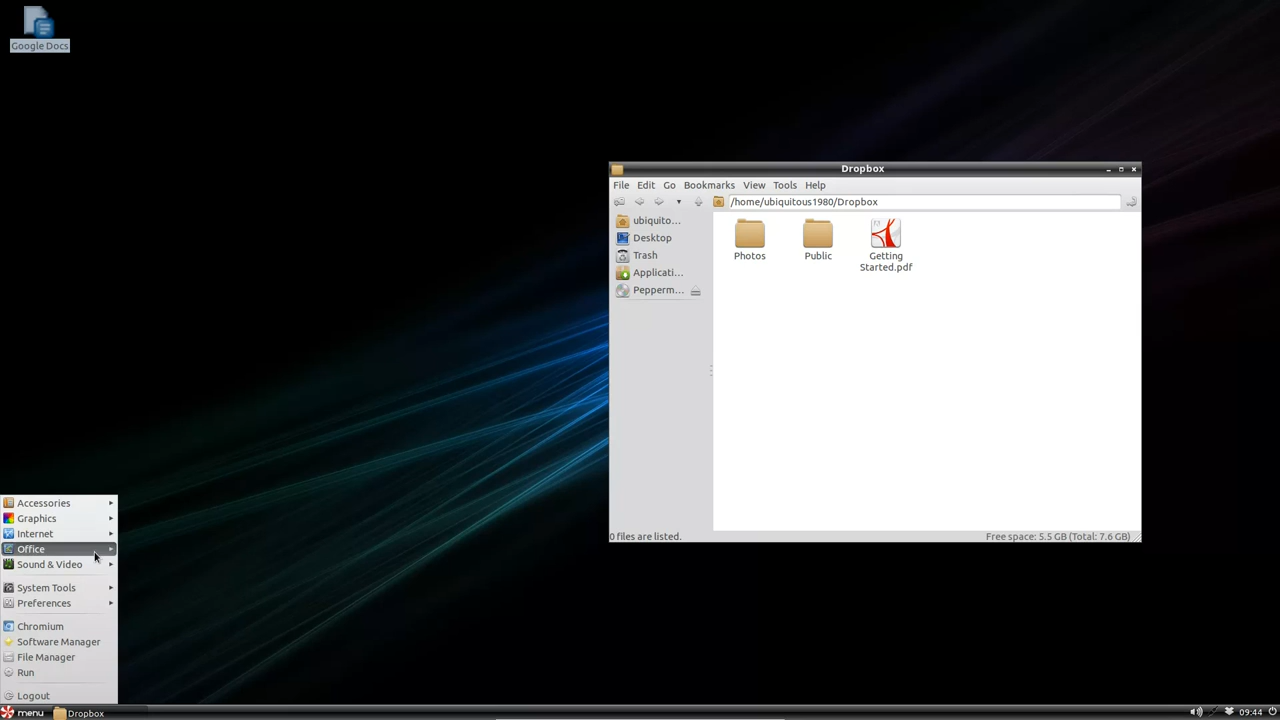 Google Docs
Dropbox
File Edit Go Bookmarks View Tools Help
/home/ubiquitous1980/Dropbox
ubiquito...
Desktop
Trash
Applicati...
Pepperm...
Photos
Public
Getting
Started.pdf
0 files are listed.
Free space: 5.5 GB (Total: 7.6 GB)
Accessories
Graphics
Internet
Office
Sound & Video
System Tools
Preferences
Chromium
Software Manager
File Manager
Run
Logout
menu
Dropbox
09:44